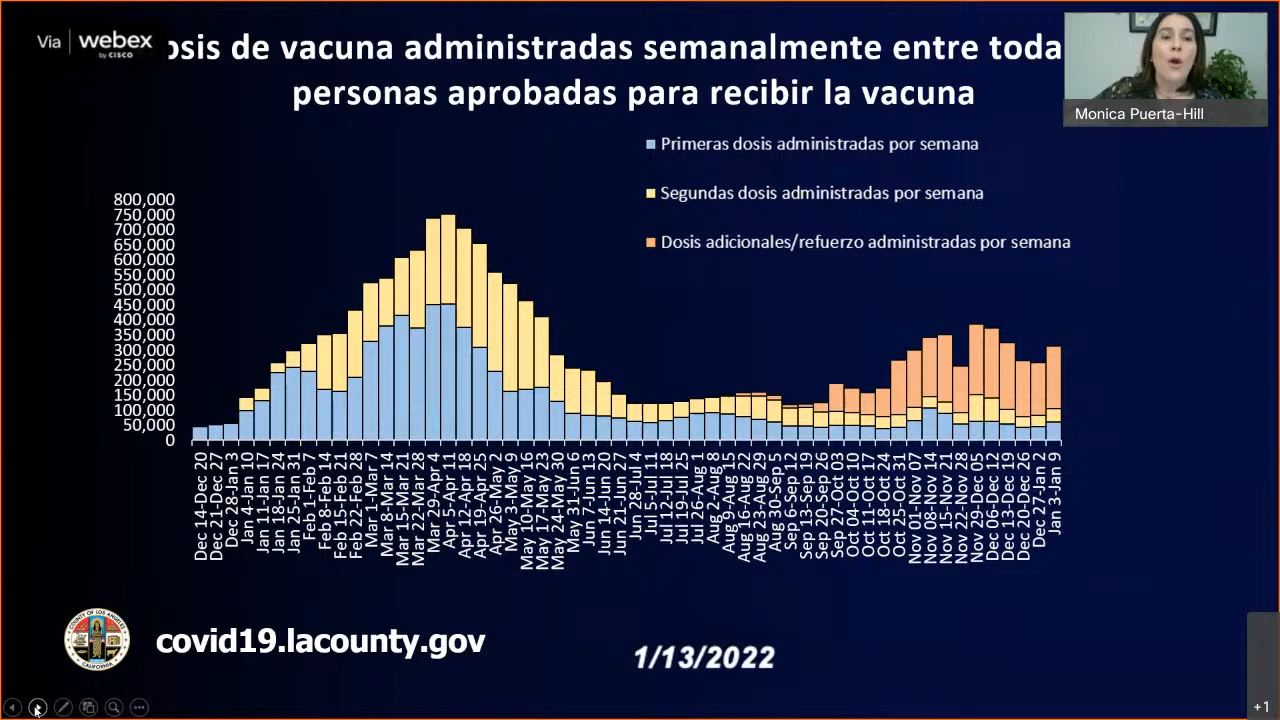 Via webex
by CISCO
osis de vacuna administradas semanalmente entre toda
personas aprobadas para recibir la vacuna
Monica Puerta-Hill
Primeras dosis administradas por semana
Segundas dosis administradas por semana
Dosis adicionales/refuerzo administradas por semana
800,000
750,000
700,000
650,000
600,000
550,000
500,000
450,000
400,000
350,000
300,000
250,000
200,000
150,000
100,000
50,000
0
Dec 14-Dec 20
Dec 21-Dec 27
Dec 28-Jan 3
Jan 4-Jan 10
Jan 11-Jan 17
Jan 18-Jan 24
Jan 25-Jan 31
Feb 1-Feb 7
Feb 8-Feb 14
Feb 15-Feb 21
Feb 22-Feb 28
Mar 1-Mar 7
Mar 8-Mar 14
Mar 15-Mar 21
Mar 22-Mar 28
Mar 29-Apr 4
Apr 5-Apr 11
Apr 12-Apr 18
Apr 19-Apr 25
Apr 26-May 2
May 3-May 9
May 10-May 16
May 17-May 23
May 24-May 30
May 31-Jun 6
Jun 7-Jun 13
Jun 14-Jun 20
Jun 21-Jun 27
Jun 28-Jul 4
Jul 5-Jul 11
Jul 12-Jul 18
Jul 19-Jul 25
Jul 26-Aug 1
Aug 2-Aug 8
Aug 9-Aug 15
Aug 16-Aug 22
Aug 23-Aug 29
Aug 30-Sep 5
Sep 6-Sep 12
Sep 13-Sep 19
Sep 20-Sep 26
Sep 27-Oct 03
Oct 04-Oct 10
Oct 11-Oct 17
Oct 18-Oct 24
Oct 25-Oct 31
Nov 01-Nov 07
Nov 08-Nov 14
Nov 15-Nov 21
Nov 22-Nov 28
Nov 29-Dec 05
Dec 06-Dec 12
Dec 13-Dec 19
Dec 20-Dec 26
Dec 27-Jan 2
Jan 3-Jan 9
COUNTY OF LOS ANGELES
CALIFORNIA
covid19.lacounty.gov
1/13/2022
+1